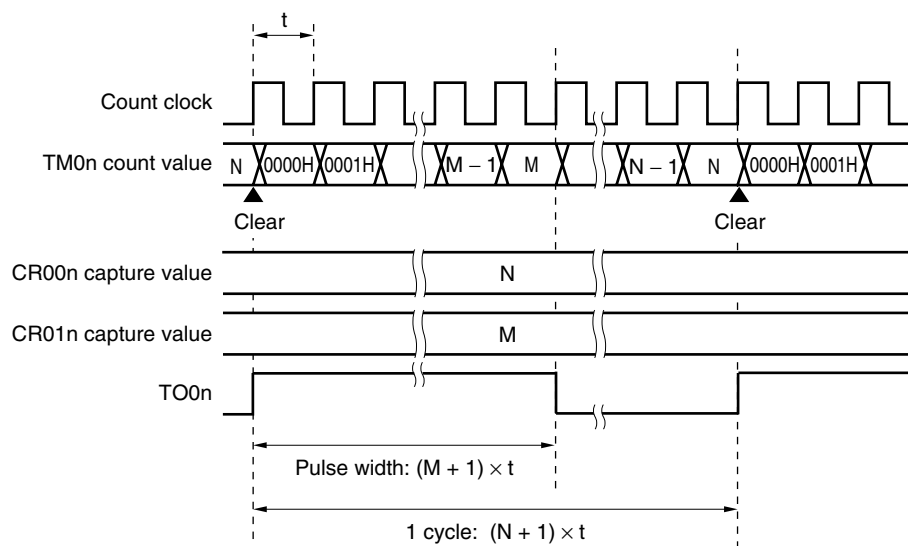 t
Count clock
TM0n count value N 0000H 0001H M – 1 M N – 1 N 0000H 0001H
Clear Clear
CR00n capture value N
CR01n capture value M
TO0n
Pulse width: (M + 1) × t
1 cycle: (N + 1) × t